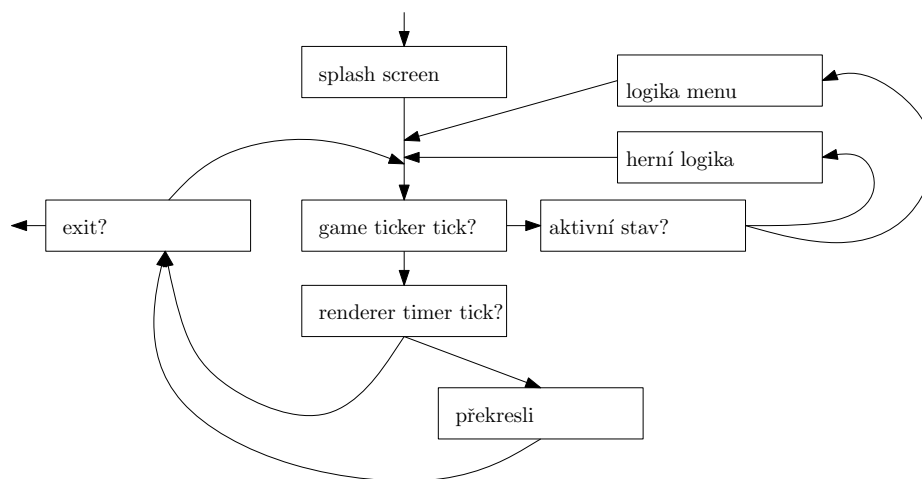 splash screen
logika menu
herní logika
exit?
game ticker tick?
aktivní stav?
renderer timer tick?
překresli